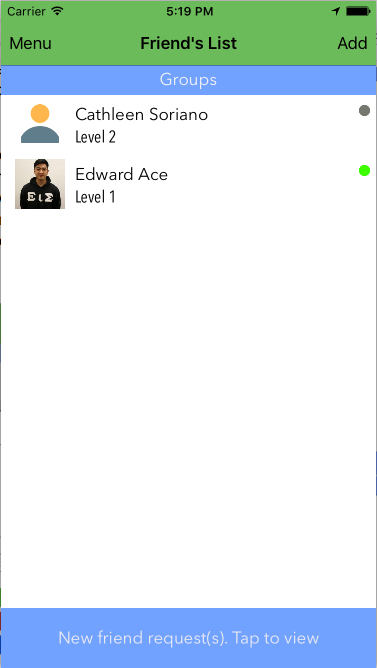 Carrier 5:19 PM
Menu Friend's List Add
Groups
Cathleen Soriano
Level 2
Edward Ace
Level 1
ΕΙΣ
New friend request(s). Tap to view